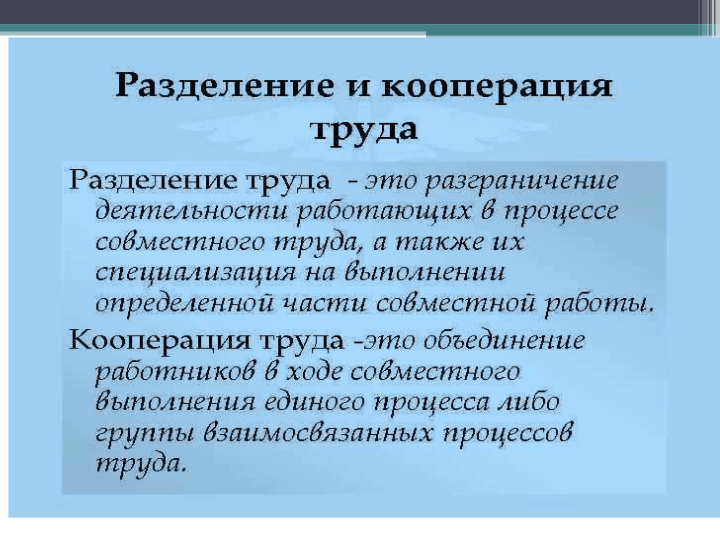 Разделение и кооперация
труда
Разделение труда - это разграничение
деятельности работающих в процессе
совместного труда, а также их
специализация на выполнении
определенной части совместной работы.
Кооперация труда -это объединение
работников в ходе совместного
выполнения единого процесса либо
группы взаимосвязанных процессов
труда.